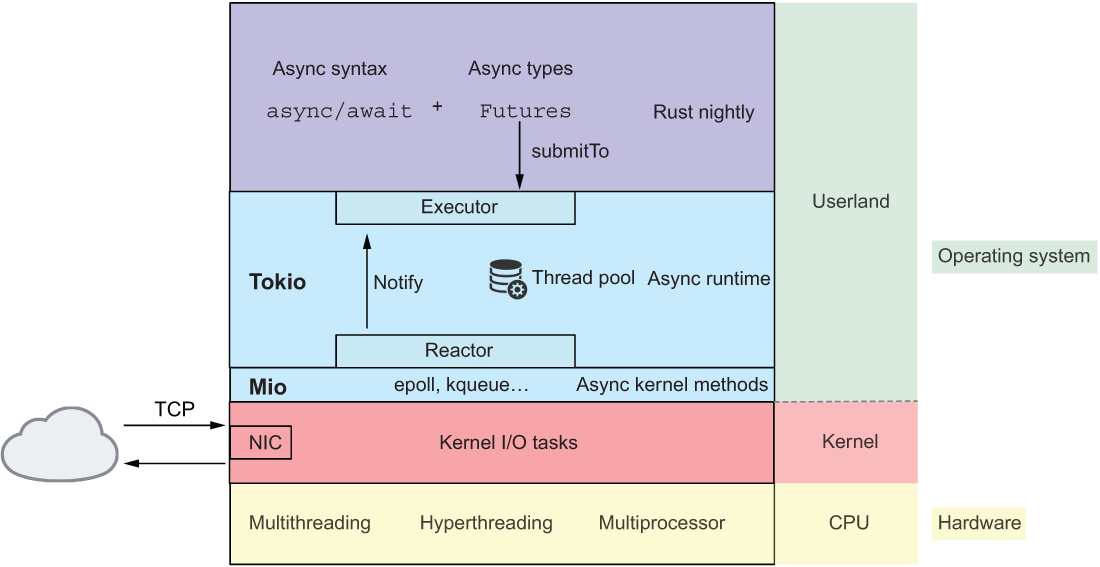 Async syntax
Async types
async/await
+
Futures
Rust nightly
submitTo
Userland
Executor
Operating system
Tokio
Notify
Thread pool
Async runtime
Reactor
Mio
epoll, kqueue…
Async kernel methods
TCP
NIC
Kernel I/O tasks
Kernel
Multithreading
Hyperthreading
Multiprocessor
CPU
Hardware